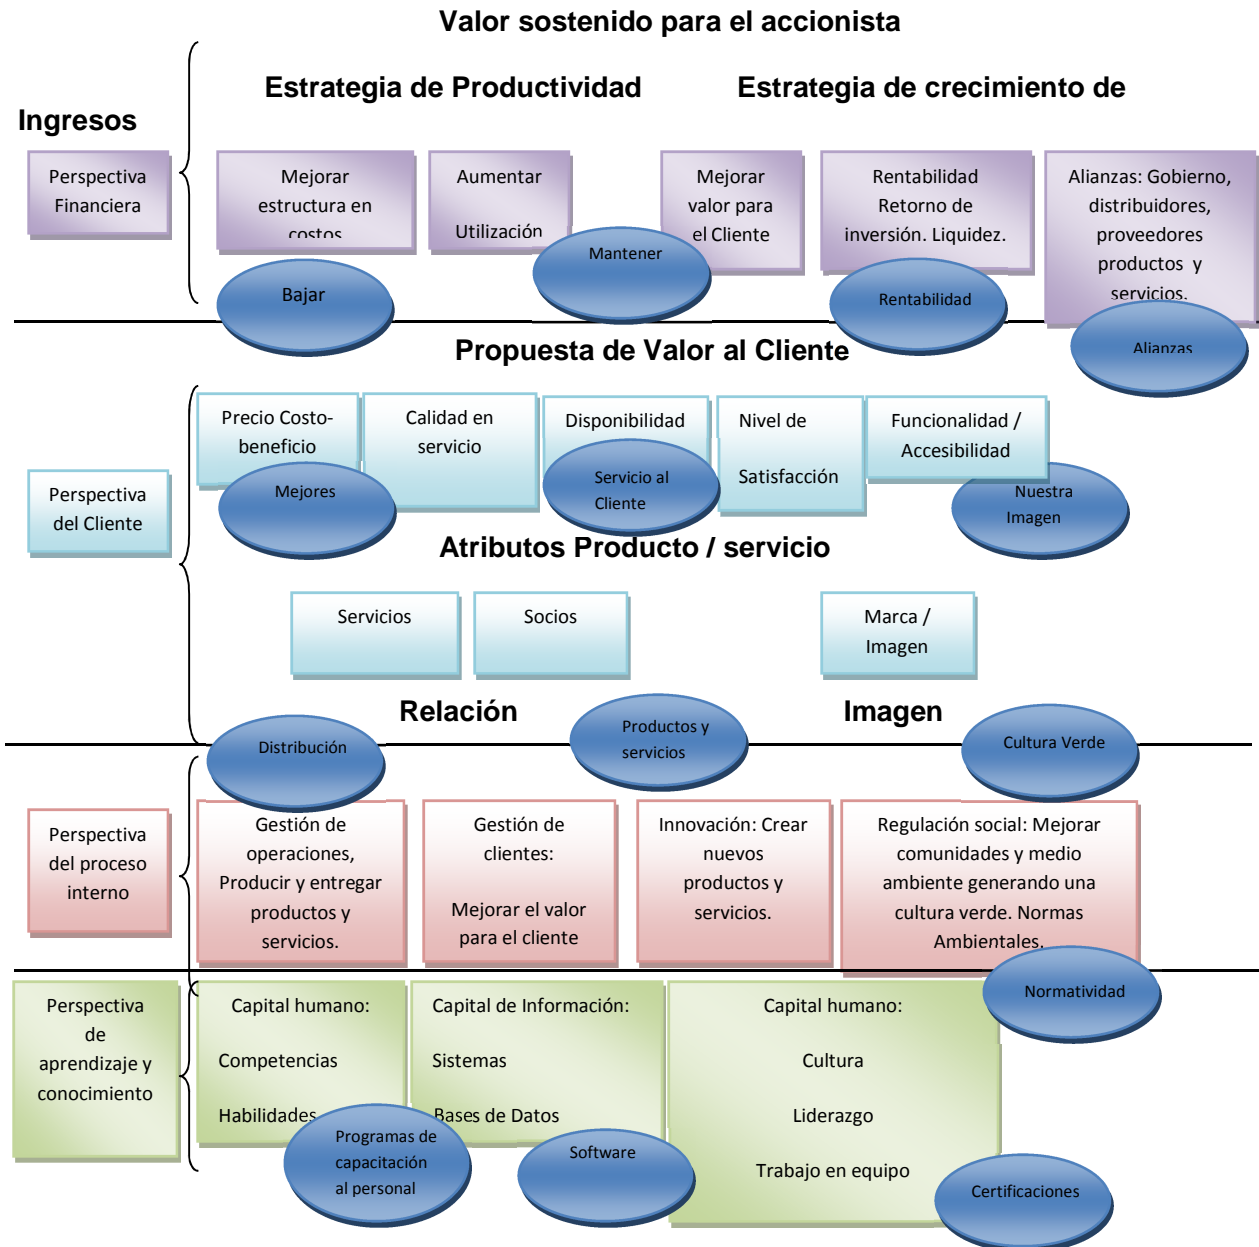 Valor sostenido para el accionista
Estrategia de Productividad
Estrategia de crecimiento de
Ingresos
Perspectiva
Financiera
Mejorar
estructura en
costos
Aumentar
Utilización
Mejorar
valor para
el Cliente
Rentabilidad
Retorno de
inversión. Liquidez.
Alianzas: Gobierno,
distribuidores,
proveedores
productos y
servicios.
Bajar
Mantener
Rentabilidad
Alianzas
Propuesta de Valor al Cliente
Perspectiva
del Cliente
Precio Costo-
beneficio
Calidad en
servicio
Disponibilidad
Nivel de
Satisfacción
Funcionalidad /
Accesibilidad
Mejores
Servicio al
Cliente
Nuestra
Imagen
Atributos Producto / servicio
Servicios
Socios
Marca /
Imagen
Relación
Imagen
Distribución
Productos y
servicios
Cultura Verde
Perspectiva
del proceso
interno
Gestión de
operaciones,
Producir y entregar
productos y
servicios.
Gestión de
clientes:
Mejorar el valor
para el cliente
Innovación: Crear
nuevos
productos y
servicios.
Regulación social: Mejorar
comunidades y medio
ambiente generando una
cultura verde. Normas
Ambientales.
Normatividad
Perspectiva
de
aprendizaje y
conocimiento
Capital humano:
Competencias
Habilidades
Capital de Información:
Sistemas
Bases de Datos
Capital humano:
Cultura
Liderazgo
Trabajo en equipo
Programas de
capacitación
al personal
Software
Certificaciones